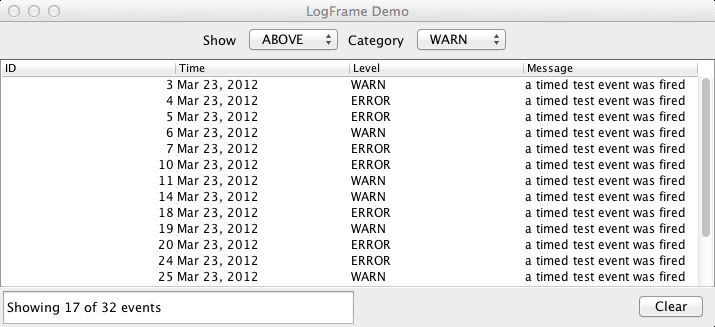 LogFrame Demo
Show ABOVE Category WARN
ID Time Level Message
3 Mar 23, 2012 WARN a timed test event was fired
4 Mar 23, 2012 ERROR a timed test event was fired
5 Mar 23, 2012 ERROR a timed test event was fired
6 Mar 23, 2012 WARN a timed test event was fired
7 Mar 23, 2012 ERROR a timed test event was fired
10 Mar 23, 2012 ERROR a timed test event was fired
11 Mar 23, 2012 WARN a timed test event was fired
14 Mar 23, 2012 WARN a timed test event was fired
18 Mar 23, 2012 ERROR a timed test event was fired
19 Mar 23, 2012 WARN a timed test event was fired
20 Mar 23, 2012 ERROR a timed test event was fired
24 Mar 23, 2012 ERROR a timed test event was fired
25 Mar 23, 2012 WARN a timed test event was fired
Showing 17 of 32 events Clear